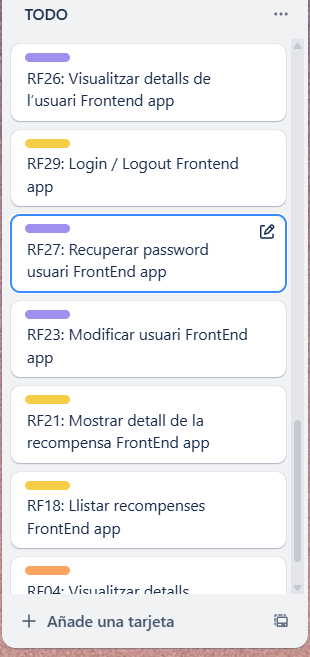 TODO
RF26: Visualitzar detalls de
l'usuari Frontend app
RF29: Login / Logout Frontend
app
RF27: Recuperar password
usuari FrontEnd app
RF23: Modificar usuari FrontEnd
app
RF21: Mostrar detall de la
recompensa FrontEnd app
RF18: Llistar recompenses
FrontEnd app
RF04: Visualitzar detalls
Añade una tarjeta